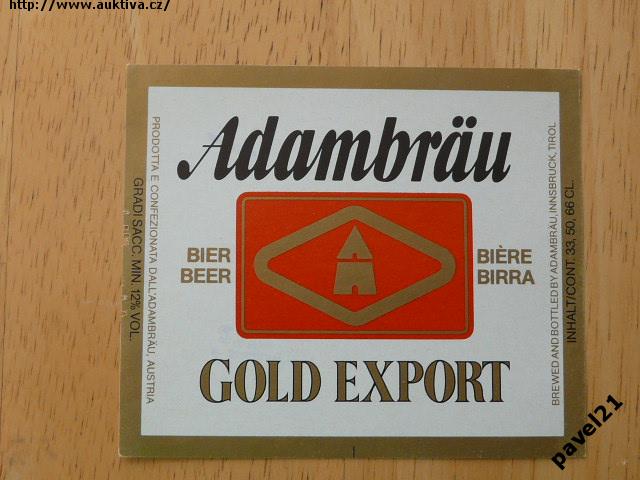 http://www.auktiva.cz/
Adambräu
BIER
BEER
BIÈRE
BIRRA
GOLD EXPORT
PRODOTTA E CONFEZIONATA DALL'ADAMBRÄU, AUSTRIA
GRADI SACC. MIN. 12% VOL.
BREWED AND BOTTLED BY ADAMBRÄU, INNSBRUCK, TIROL
INHALT/CONT. 33, 50, 66 CL.
pavel21